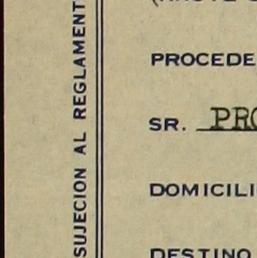 PROCEDE
SR. PRO
DOMICILI
DESTINO
SUJECION AL REGLAMENT